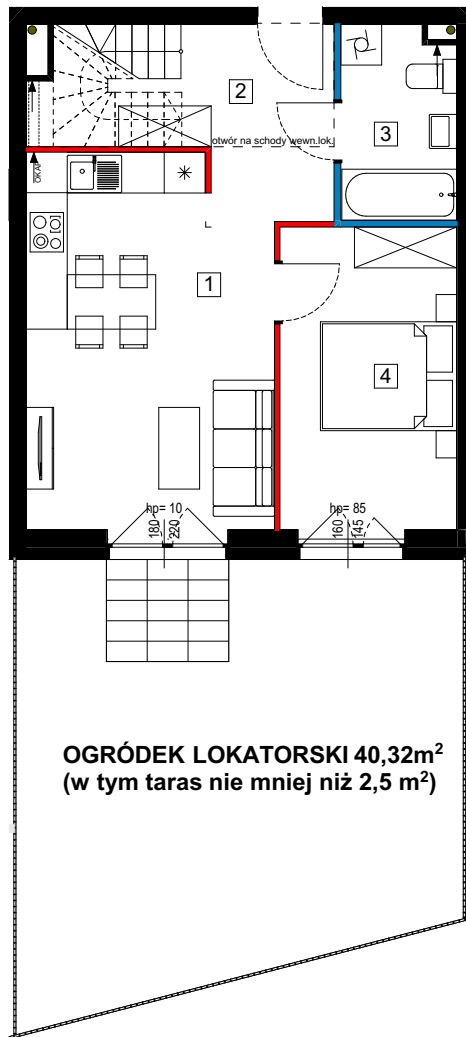 2
3
otwór na schody wewn.lok.
OKAP
1
4
hp= 10
180
220
hp= 85
160
145
OGRÓDEK LOKATORSKI 40,32m²
(w tym taras nie mniej niż 2,5 m²)